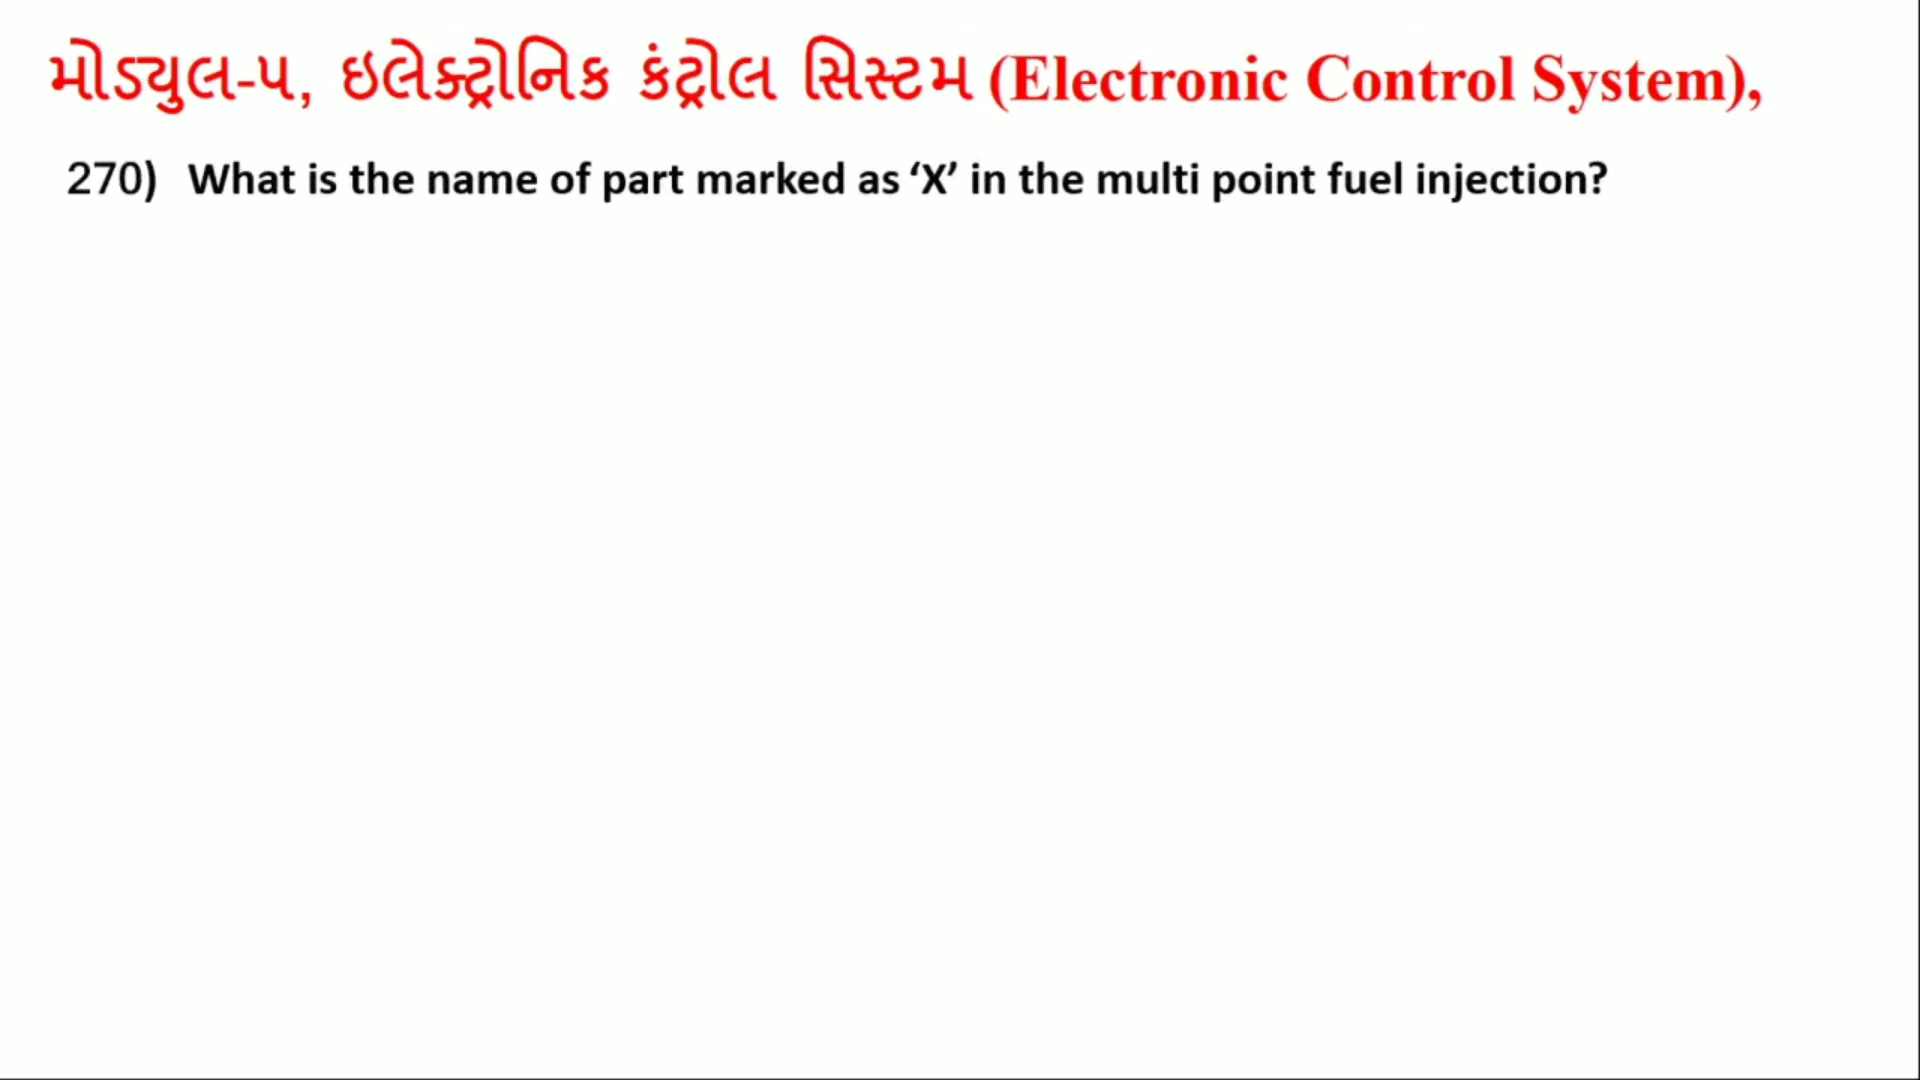 મોડ્યુલ-૫, ઇલેક્ટ્રોનિક કંટ્રોલ સિસ્ટમ (Electronic Control System),
270) What is the name of part marked as ‘X’ in the multi point fuel injection?